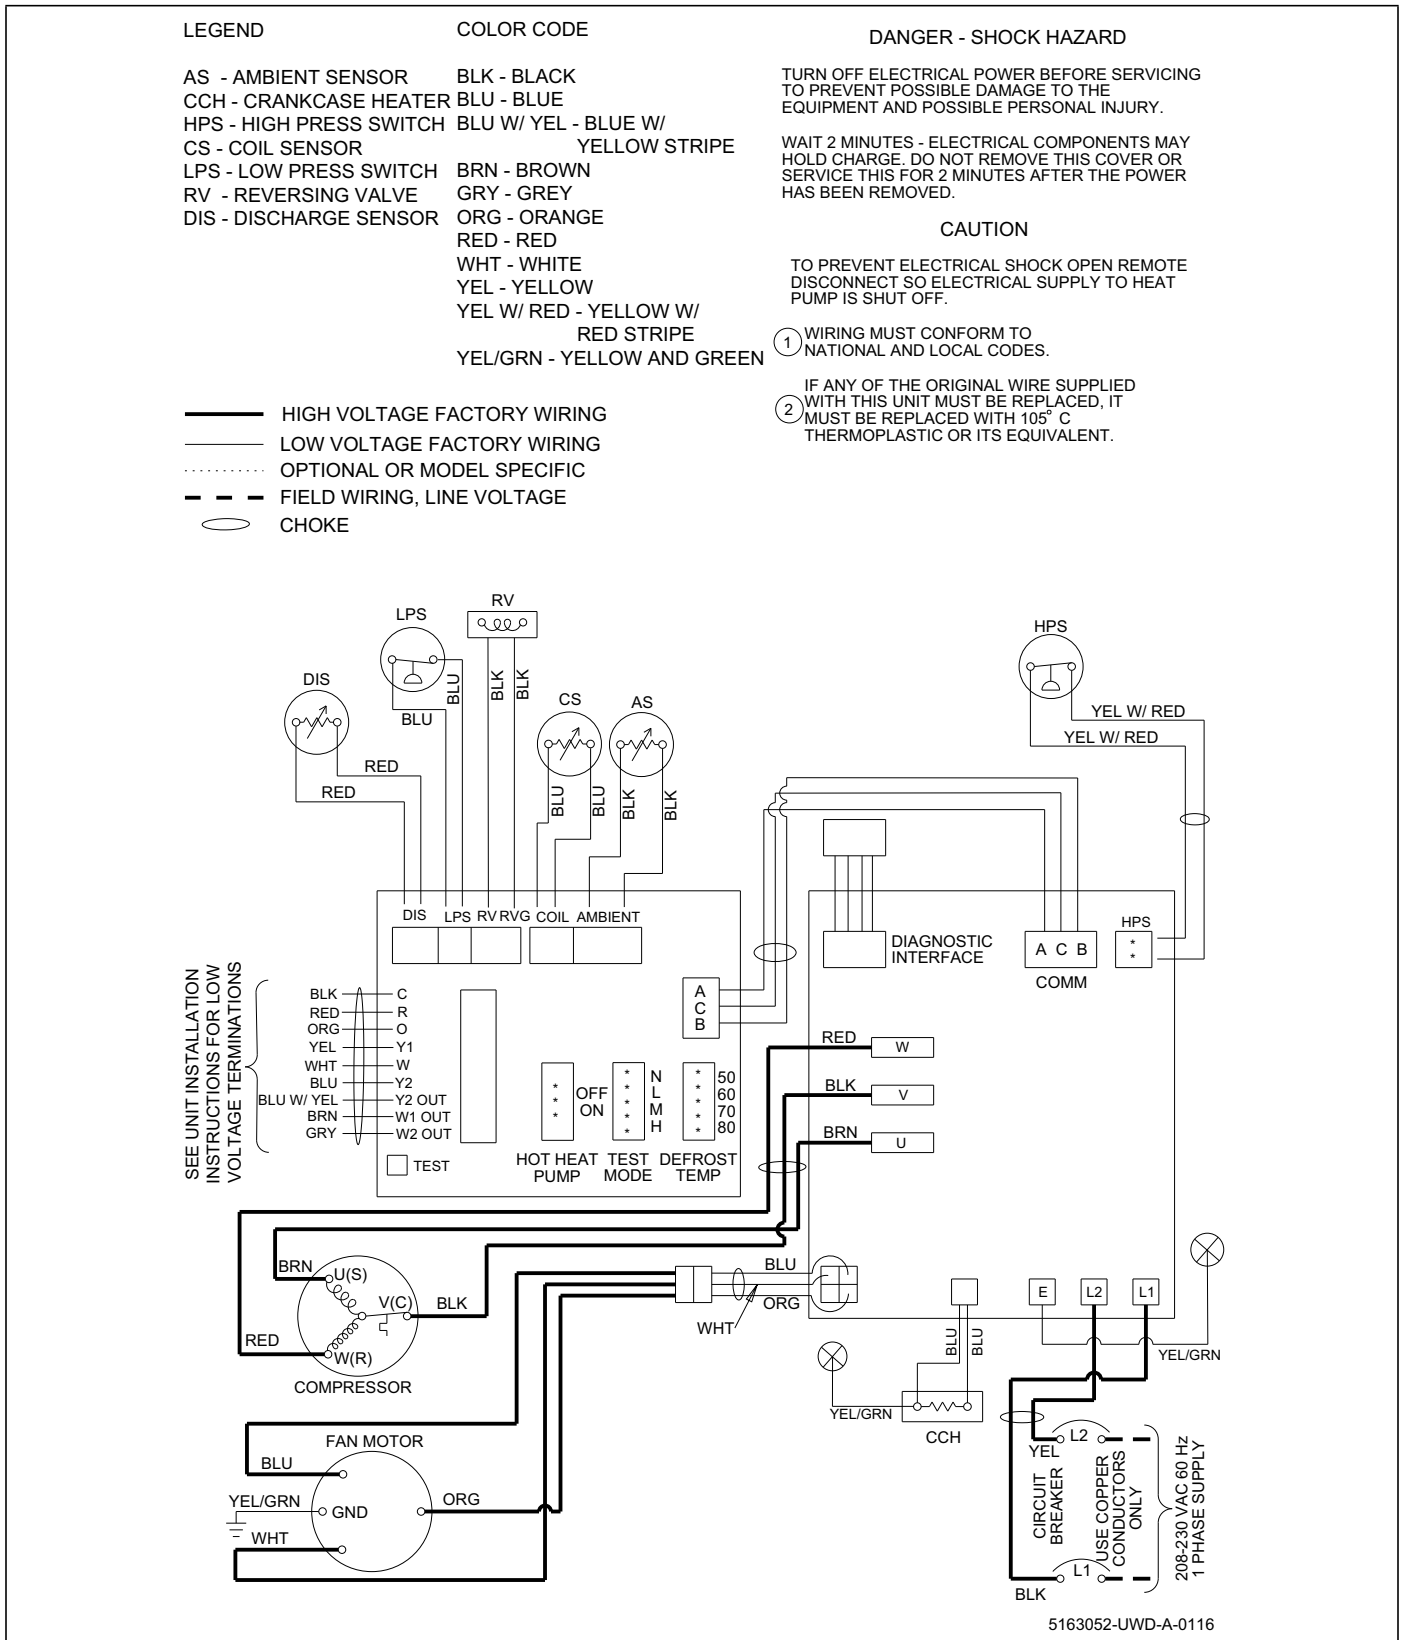 LEGEND
AS - AMBIENT SENSOR
CCH - CRANKCASE HEATER
HPS - HIGH PRESS SWITCH
CS - COIL SENSOR
LPS - LOW PRESS SWITCH
RV - REVERSING VALVE
DIS - DISCHARGE SENSOR
COLOR CODE
BLK - BLACK
BLU - BLUE
BLU W/ YEL - BLUE W/
YELLOW STRIPE
BRN - BROWN
GRY - GREY
ORG - ORANGE
RED - RED
WHT - WHITE
YEL - YELLOW
YEL W/ RED - YELLOW W/
RED STRIPE
YEL/GRN - YELLOW AND GREEN
DANGER - SHOCK HAZARD
TURN OFF ELECTRICAL POWER BEFORE SERVICING
TO PREVENT POSSIBLE DAMAGE TO THE
EQUIPMENT AND POSSIBLE PERSONAL INJURY.
WAIT 2 MINUTES - ELECTRICAL COMPONENTS MAY
HOLD CHARGE. DO NOT REMOVE THIS COVER OR
SERVICE THIS FOR 2 MINUTES AFTER THE POWER
HAS BEEN REMOVED.
CAUTION
TO PREVENT ELECTRICAL SHOCK OPEN REMOTE
DISCONNECT SO ELECTRICAL SUPPLY TO HEAT
PUMP IS SHUT OFF.
1 WIRING MUST CONFORM TO
NATIONAL AND LOCAL CODES.
2 IF ANY OF THE ORIGINAL WIRE SUPPLIED
WITH THIS UNIT MUST BE REPLACED, IT
MUST BE REPLACED WITH 105° C
THERMOPLASTIC OR ITS EQUIVALENT.
HIGH VOLTAGE FACTORY WIRING
LOW VOLTAGE FACTORY WIRING
OPTIONAL OR MODEL SPECIFIC
FIELD WIRING, LINE VOLTAGE
CHOKE
RV
LPS
HPS
DIS
CS
AS
BLU
BLU
BLK
BLK
RED
RED
BLU
BLU
BLK
BLK
YEL W/ RED
YEL W/ RED
DIS
LPS
RV
RVG
COIL
AMBIENT
DIAGNOSTIC
INTERFACE
A C B
COMM
HPS
*
*
A
C
B
SEE UNIT INSTALLATION
INSTRUCTIONS FOR LOW
VOLTAGE TERMINATIONS
BLK C
RED R
ORG O
YEL Y1
WHT W
BLU Y2
BLU W/ YEL Y2 OUT
BRN W1 OUT
GRY W2 OUT
TEST
*
*
*
OFF
ON
HOT HEAT
PUMP
*
*
*
*
*
N
L
M
H
TEST
MODE
*
*
*
*
*
50
60
70
80
DEFROST
TEMP
RED W
BLK V
BRN U
BRN
U(S)
V(C)
BLK
RED
W(R)
COMPRESSOR
BLU
WHT
ORG
E
L2
L1
YEL/GRN
BLU
BLU
YEL/GRN
CCH
FAN MOTOR
BLU
YEL/GRN
GND
ORG
WHT
YEL
L2
CIRCUIT
BREAKER
USE COPPER
CONDUCTORS
ONLY
L1
BLK
208-230 VAC 60 Hz
1 PHASE SUPPLY
5163052-UWD-A-0116